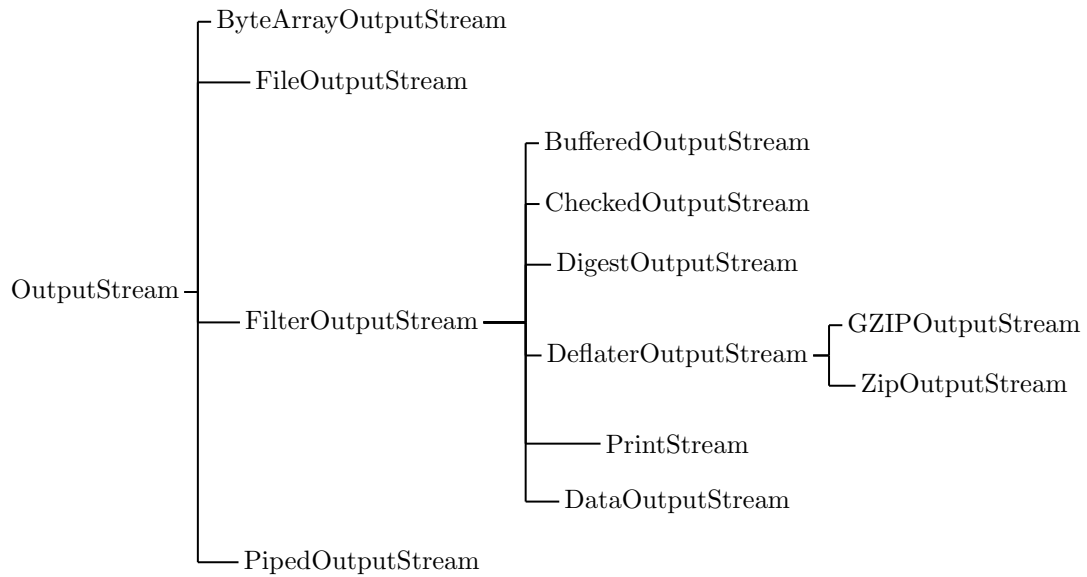 ByteArrayOutputStream
FileOutputStream
BufferedOutputStream
CheckedOutputStream
DigestOutputStream
OutputStream
FilterOutputStream
GZIPOutputStream
DeflaterOutputStream
ZipOutputStream
PrintStream
DataOutputStream
PipedOutputStream